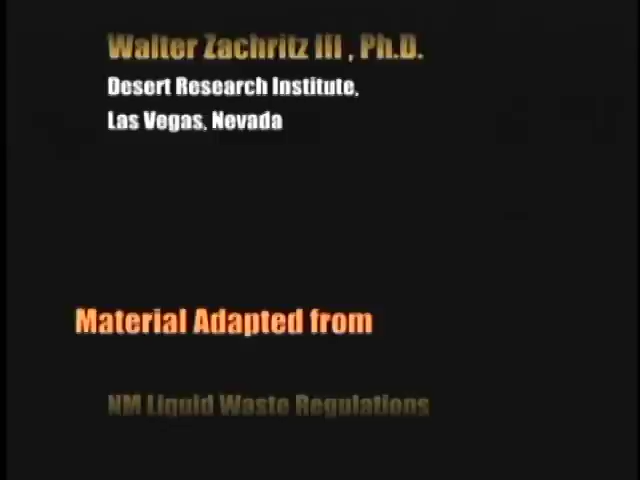 Walter Zachritz III , Ph.D.
Desert Research Institute,
Las Vegas, Nevada
Material Adapted from
NM Liquid Waste Regulations